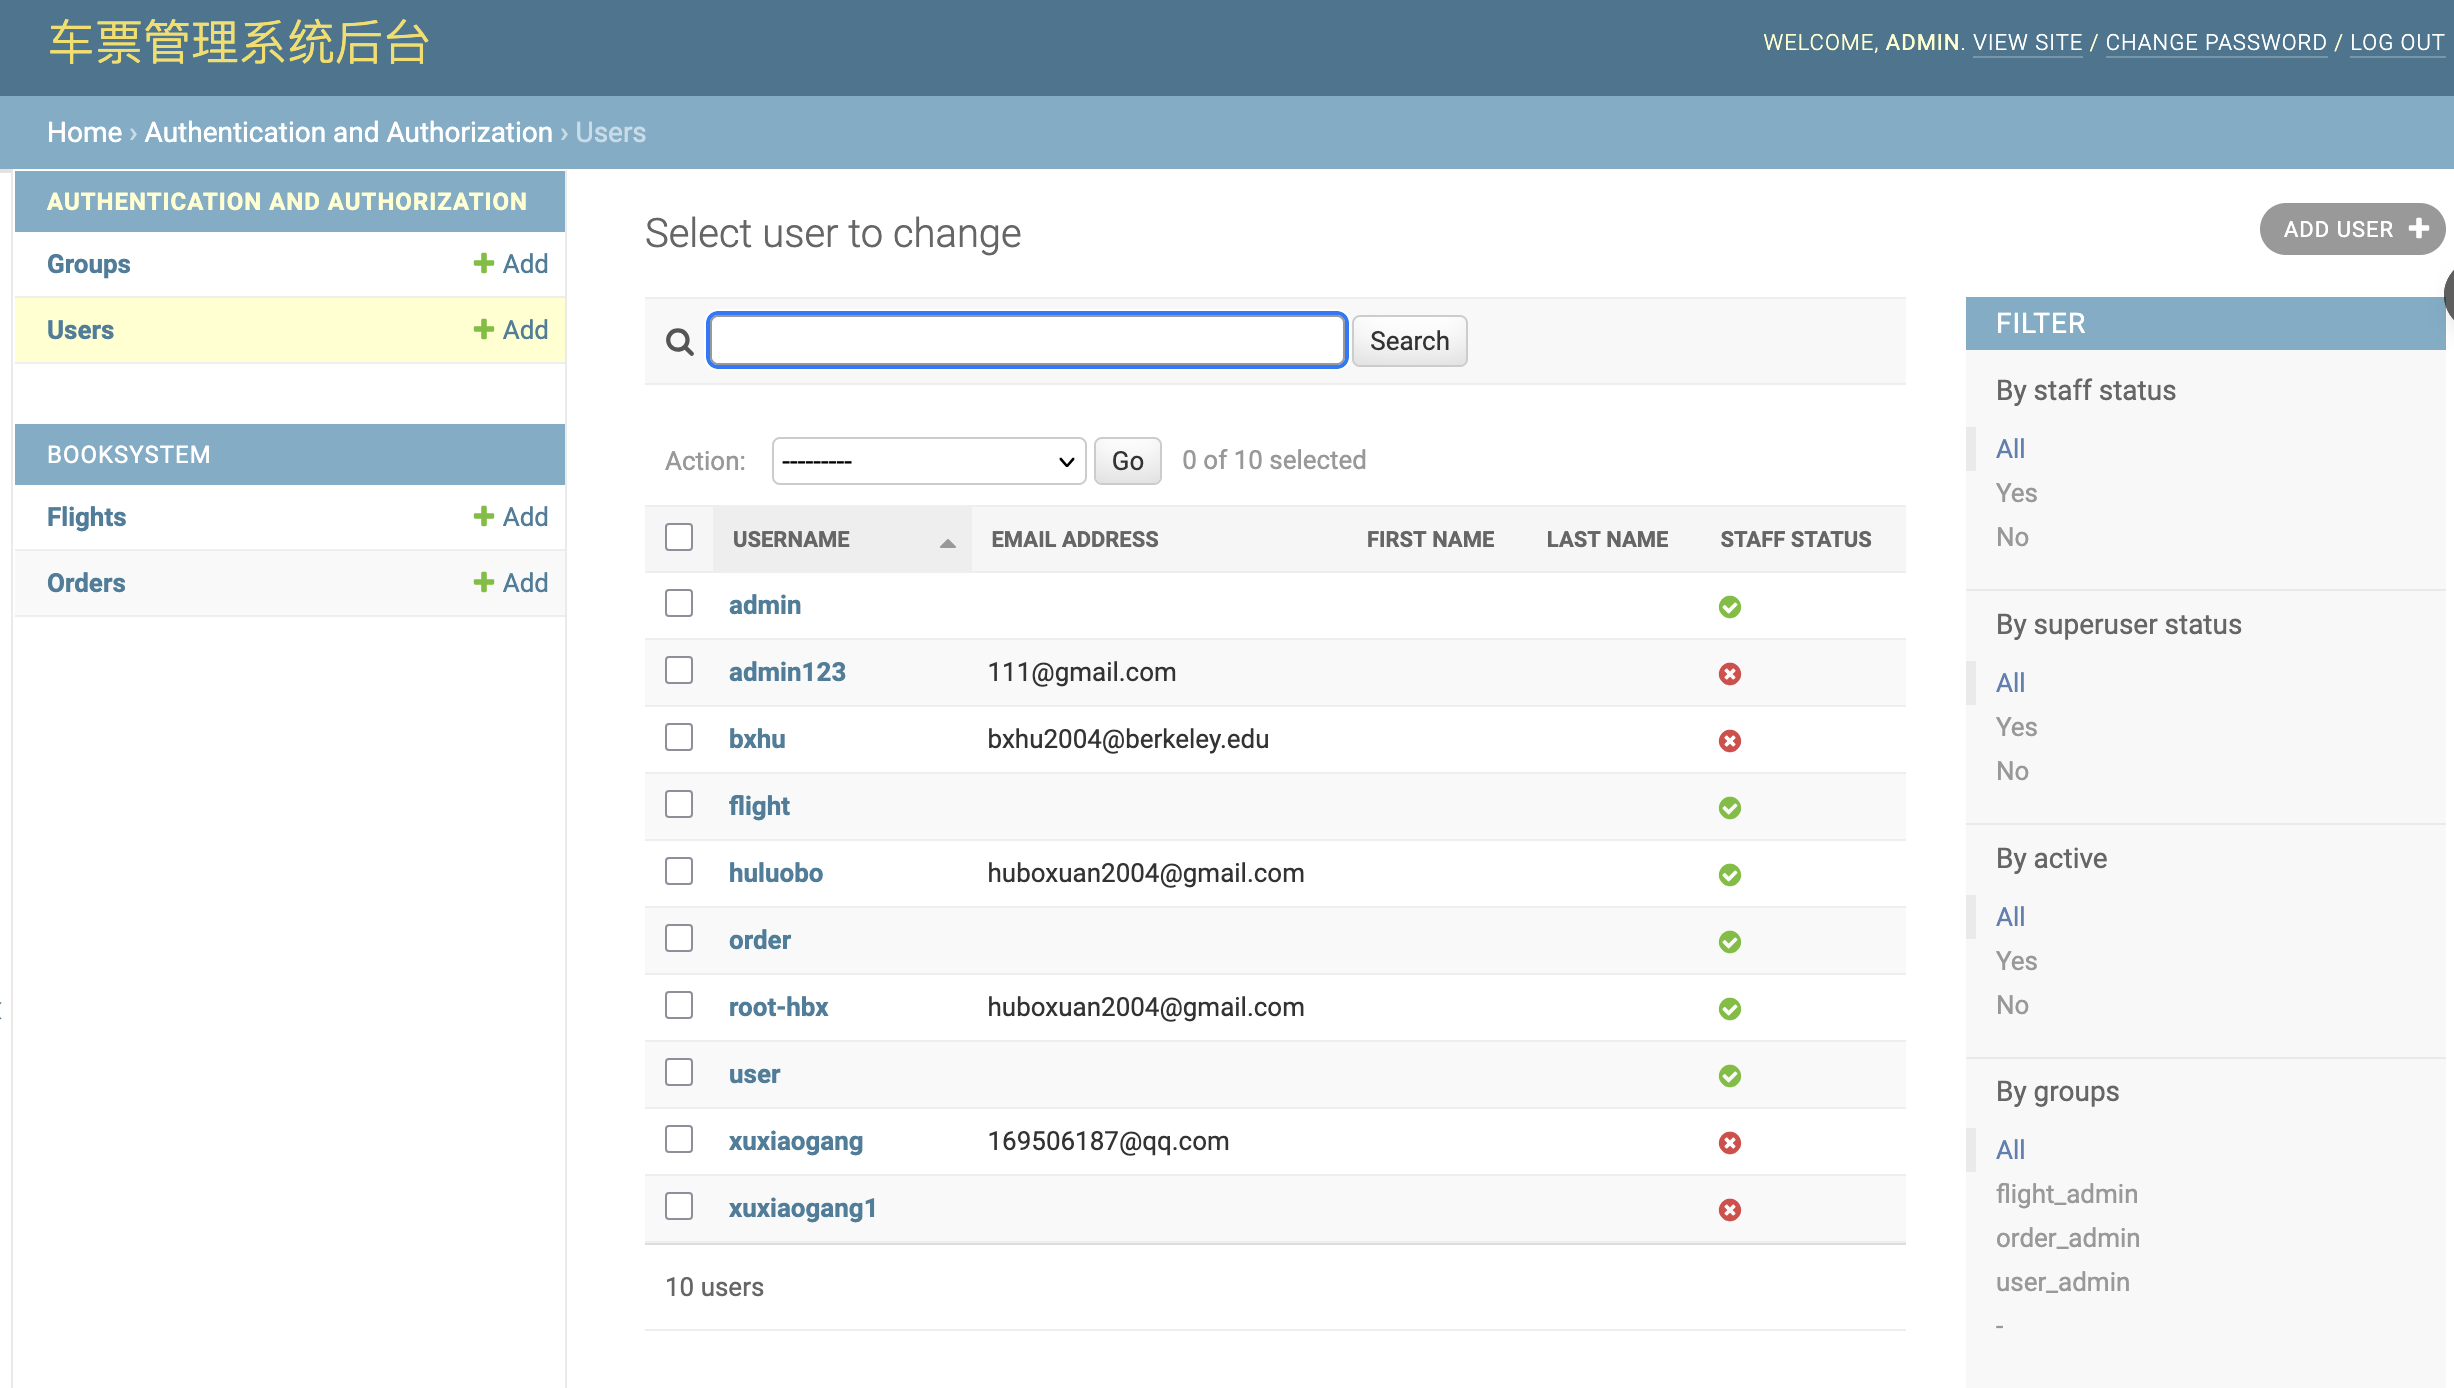 车票管理系统后台
WELCOME, ADMIN. VIEW SITE / CHANGE PASSWORD / LOG OUT
Home › Authentication and Authorization › Users
AUTHENTICATION AND AUTHORIZATION
Groups + Add
Users + Add
BOOKSYSTEM
Flights + Add
Orders + Add
Select user to change
ADD USER +
Search
Action: --------- Go 0 of 10 selected
USERNAME EMAIL ADDRESS FIRST NAME LAST NAME STAFF STATUS
admin
admin123 111@gmail.com
bxhu bxhu2004@berkeley.edu
flight
huluobo huboxuan2004@gmail.com
order
root-hbx huboxuan2004@gmail.com
user
xuxiaogang 169506187@qq.com
xuxiaogang1
10 users
FILTER
By staff status
All
Yes
No
By superuser status
All
Yes
No
By active
All
Yes
No
By groups
All
flight_admin
order_admin
user_admin
-